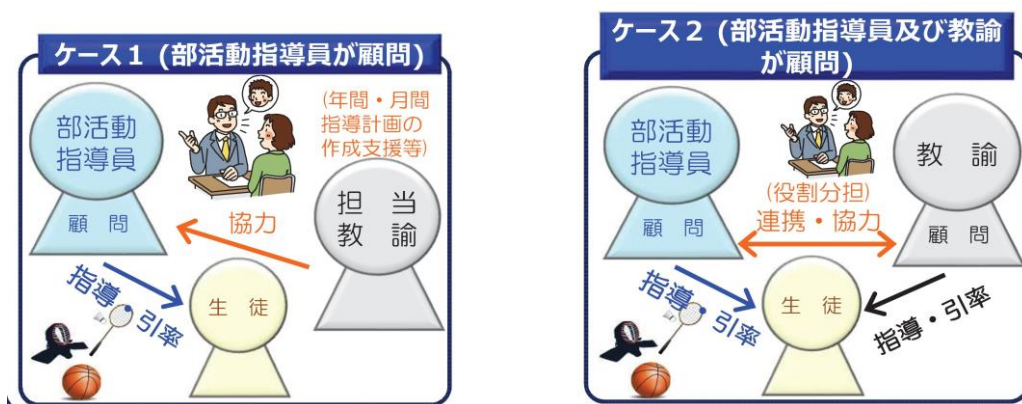 ケース1 (部活動指導員が顧問)
部活動
指導員
顧 問
(年間・月間
指導計画の
作成支援等)
担 当
教 諭
協力
指導・引率
生 徒
ケース2 (部活動指導員及び教諭
が顧問)
部活動
指導員
顧 問
(役割分担)
連携・協力
教 諭
顧 問
指導・引率
生 徒
指導・引率